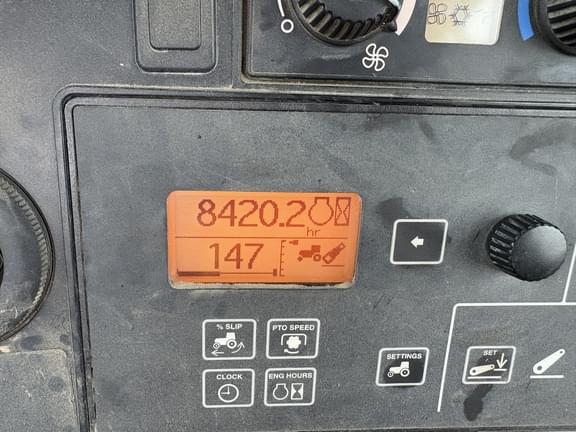 8420.2
hr
147
% SLIP
PTO SPEED
CLOCK
ENG HOURS
SETTINGS
SET